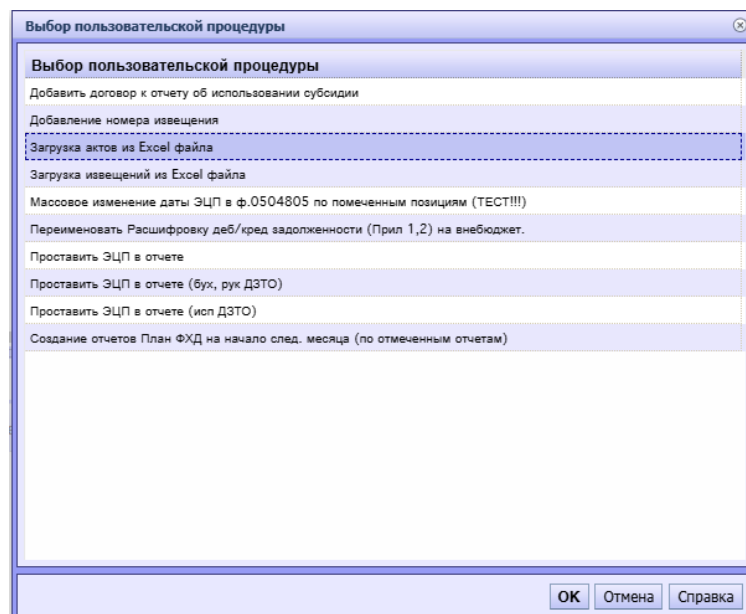 Выбор пользовательской процедуры
Выбор пользовательской процедуры
Добавить договор к отчету об использовании субсидии
Добавление номера извещения
Загрузка актов из Excel файла
Загрузка извещений из Excel файла
Массовое изменение даты ЭЦП в ф.0504805 по помеченным позициям (ТЕСТ!!!)
Переименовать Расшифровку деб/кред задолженности (Прил 1,2) на внебюджет.
Проставить ЭЦП в отчете
Проставить ЭЦП в отчете (бух, рук ДЗТО)
Проставить ЭЦП в отчете (исп ДЗТО)
Создание отчетов План ФХД на начало след. месяца (по отмеченным отчетам)
OK Отмена Справка